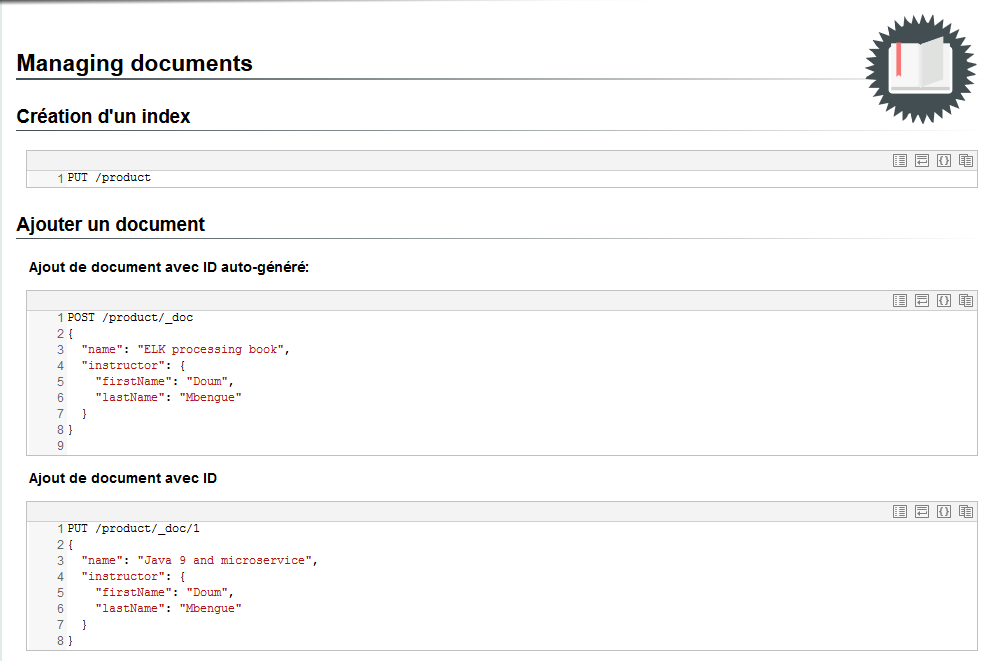 Managing documents
Création d'un index
1 PUT /product
Ajouter un document
Ajout de document avec ID auto-généré:
1 POST /product/_doc
2 {
3   "name": "ELK processing book",
4   "instructor": {
5     "firstName": "Doum",
6     "lastName": "Mbengue"
7   }
8 }
9
Ajout de document avec ID
1 PUT /product/_doc/1
2 {
3   "name": "Java 9 and microservice",
4   "instructor": {
5     "firstName": "Doum",
6     "lastName": "Mbengue"
7   }
8 }